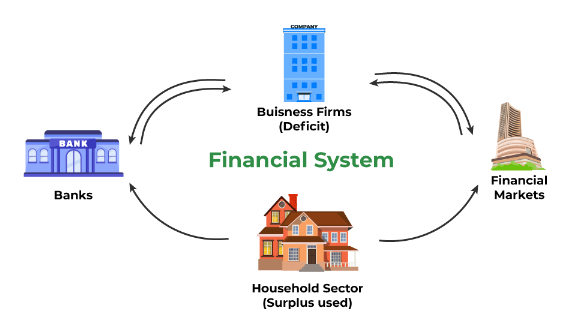 COMPANY
Buisness Firms
(Deficit)
BANK
Financial System
Banks
Financial
Markets
Household Sector
(Surplus used)